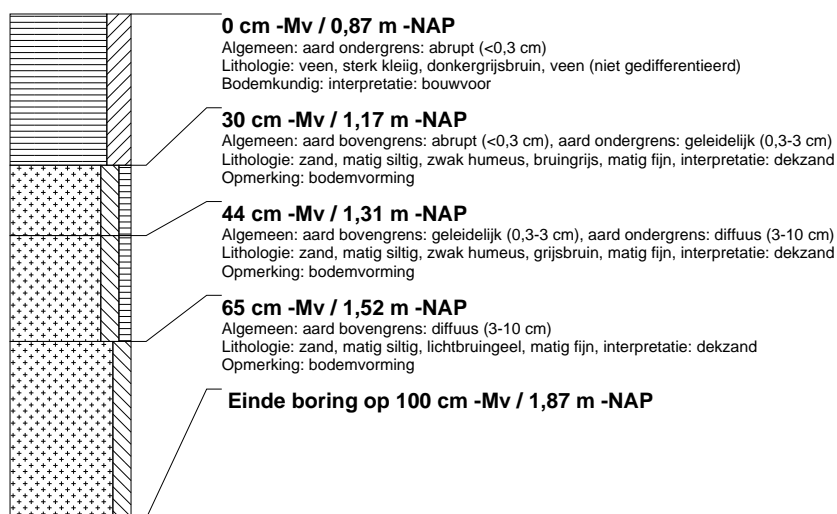 0 cm -Mv / 0,87 m -NAP
Algemeen: aard ondergrens: abrupt (<0,3 cm)
Lithologie: veen, sterk kleiig, donkergrijsbruin, veen (niet gedifferentieerd)
Bodemkundig: interpretatie: bouwvoor
30 cm -Mv / 1,17 m -NAP
Algemeen: aard bovengrens: abrupt (<0,3 cm), aard ondergrens: geleidelijk (0,3-3 cm)
Lithologie: zand, matig siltig, zwak humeus, bruingrijs, matig fijn, interpretatie: dekzand
Opmerking: bodemvorming
44 cm -Mv / 1,31 m -NAP
Algemeen: aard bovengrens: geleidelijk (0,3-3 cm), aard ondergrens: diffuus (3-10 cm)
Lithologie: zand, matig siltig, zwak humeus, grijsbruin, matig fijn, interpretatie: dekzand
Opmerking: bodemvorming
65 cm -Mv / 1,52 m -NAP
Algemeen: aard bovengrens: diffuus (3-10 cm)
Lithologie: zand, matig siltig, lichtbruingeel, matig fijn, interpretatie: dekzand
Opmerking: bodemvorming
Einde boring op 100 cm -Mv / 1,87 m -NAP